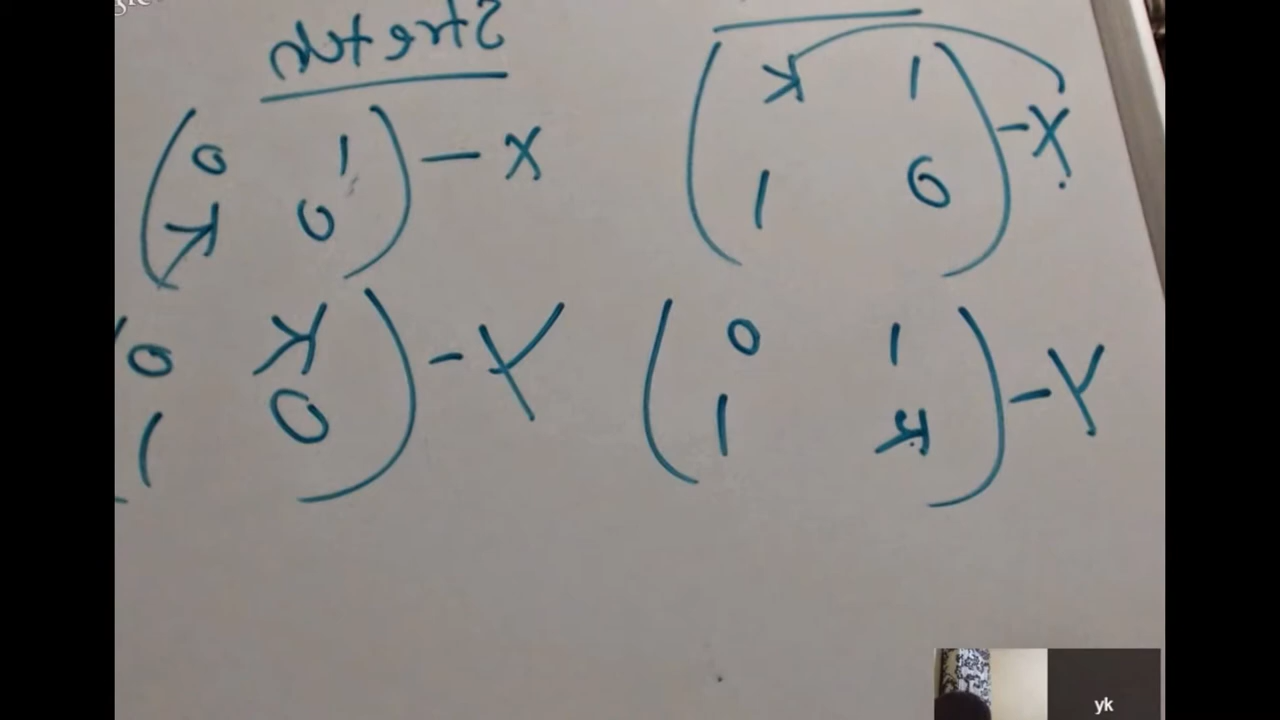 Stretch
X - ( 1 K )
( 0 1 )
X - ( 1 0 )
( 0 K )
Y - ( 1 0 )
( K 1 )
Y - ( K 0 )
( 0 1 )
yk